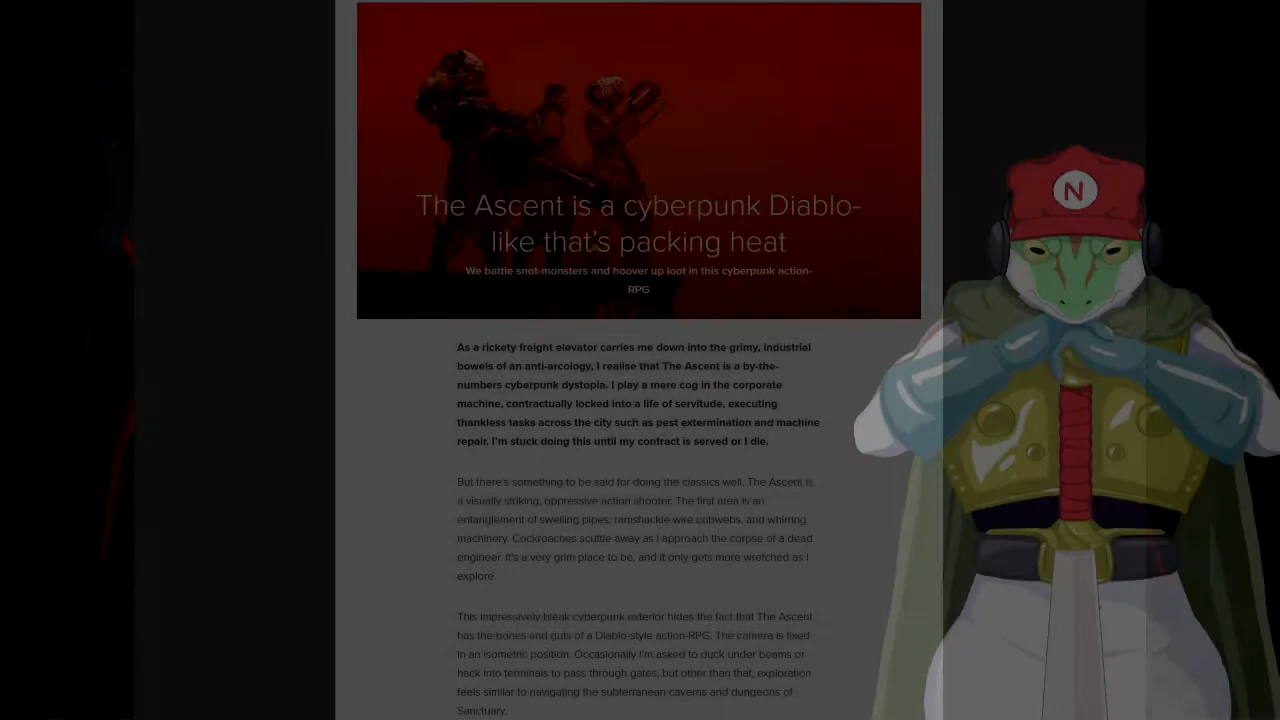 The Ascent is a cyberpunk Diablo-
like that's packing heat
We battle snot-monsters and hoover up loot in this cyberpunk action-
RPG
N
As a rickety freight elevator carries me down into the grimy, industrial
bowels of an anti-arcology, I realise that The Ascent is a by-the-
numbers cyberpunk dystopia. I play a mere cog in the corporate
machine, contractually locked into a life of servitude, executing
thankless tasks across the city such as pest extermination and machine
repair. I'm stuck doing this until my contract is served or I die.
But there's something to be said for doing the classics well. The Ascent is
a visually striking, oppressive action shooter. The first area is an
entanglement of swelling pipes, ramshackle wire cobwebs, and whirring
machinery. Cockroaches scuttle away as I approach the corpse of a dead
engineer. It's a very grim place to be, and it only gets more wretched as I
explore.
This impressively bleak cyberpunk exterior hides the fact that The Ascent
has the bones and guts of a Diablo-style action-RPG. The camera is fixed
in an isometric position. Occasionally I'm asked to duck under beams or
hack into terminals to pass through gates, but other than that, exploration
feels similar to navigating the subterranean caverns and dungeons of
Sanctuary.